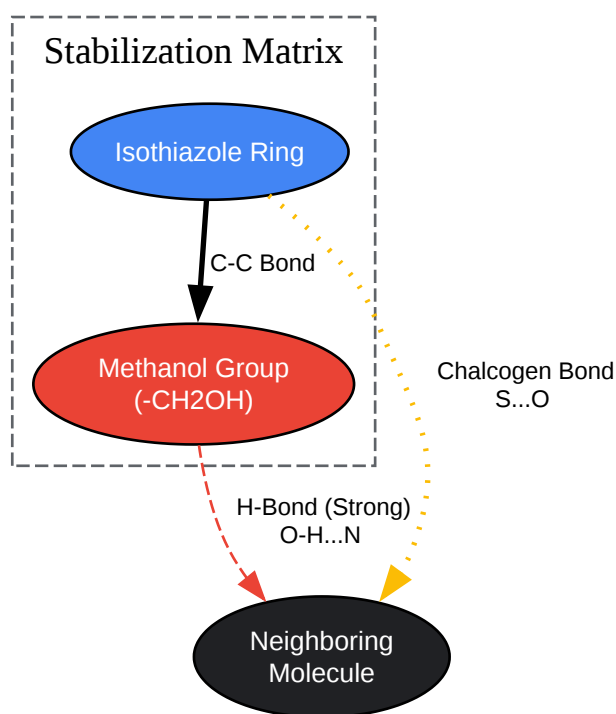 Stabilization Matrix
Isothiazole Ring
C-C Bond
Methanol Group
(-CH2OH)
Chalcogen Bond
S...O
H-Bond (Strong)
O-H...N
Neighboring
Molecule